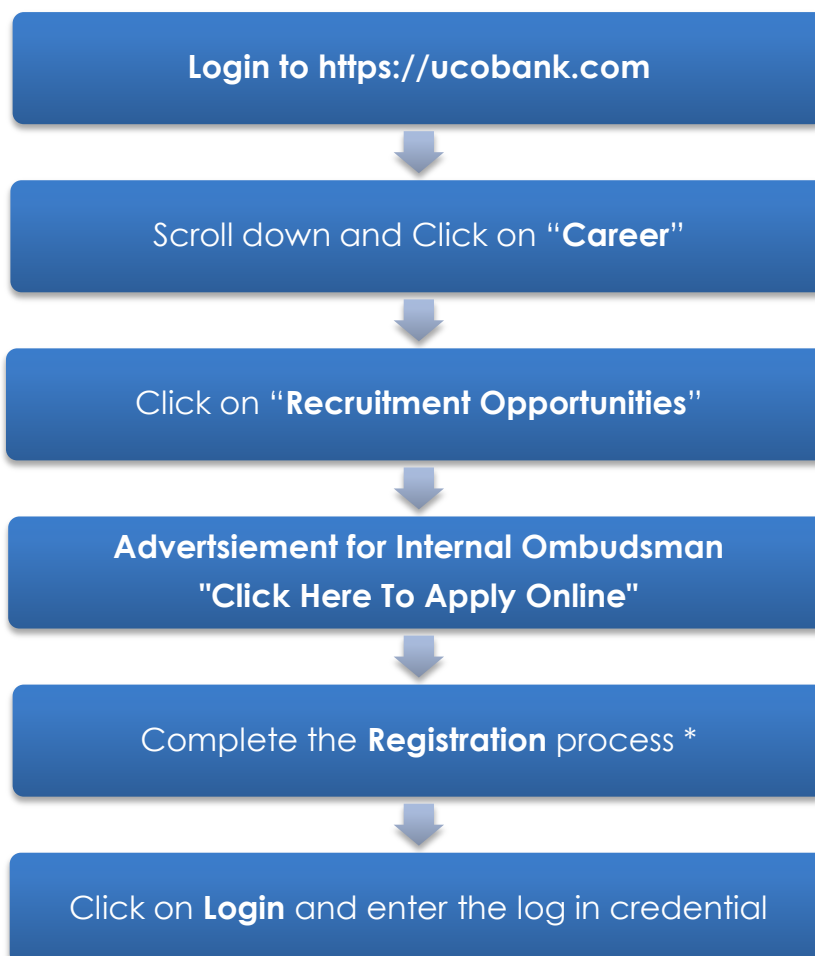 Login to https://ucobank.com
Scroll down and Click on “Career”
Click on “Recruitment Opportunities”
Advertsiement for Internal Ombudsman
"Click Here To Apply Online"
Complete the Registration process *
Click on Login and enter the log in credential